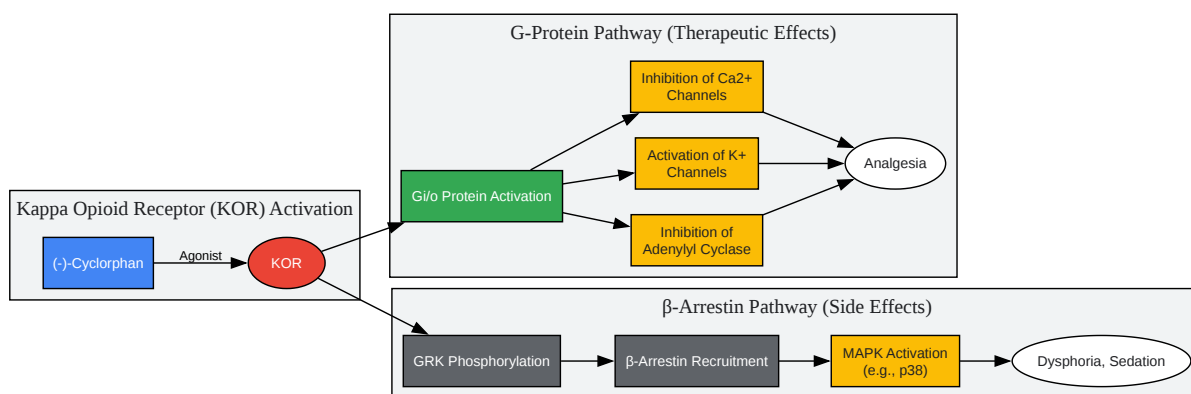 G-Protein Pathway (Therapeutic Effects)
Inhibition of Ca2+
Channels
Activation of K+
Channels
Analgesia
Gi/o Protein Activation
Inhibition of
Adenylyl Cyclase
Kappa Opioid Receptor (KOR) Activation
(-)-Cyclorphan
Agonist
KOR
β-Arrestin Pathway (Side Effects)
GRK Phosphorylation
β-Arrestin Recruitment
MAPK Activation
(e.g., p38)
Dysphoria, Sedation